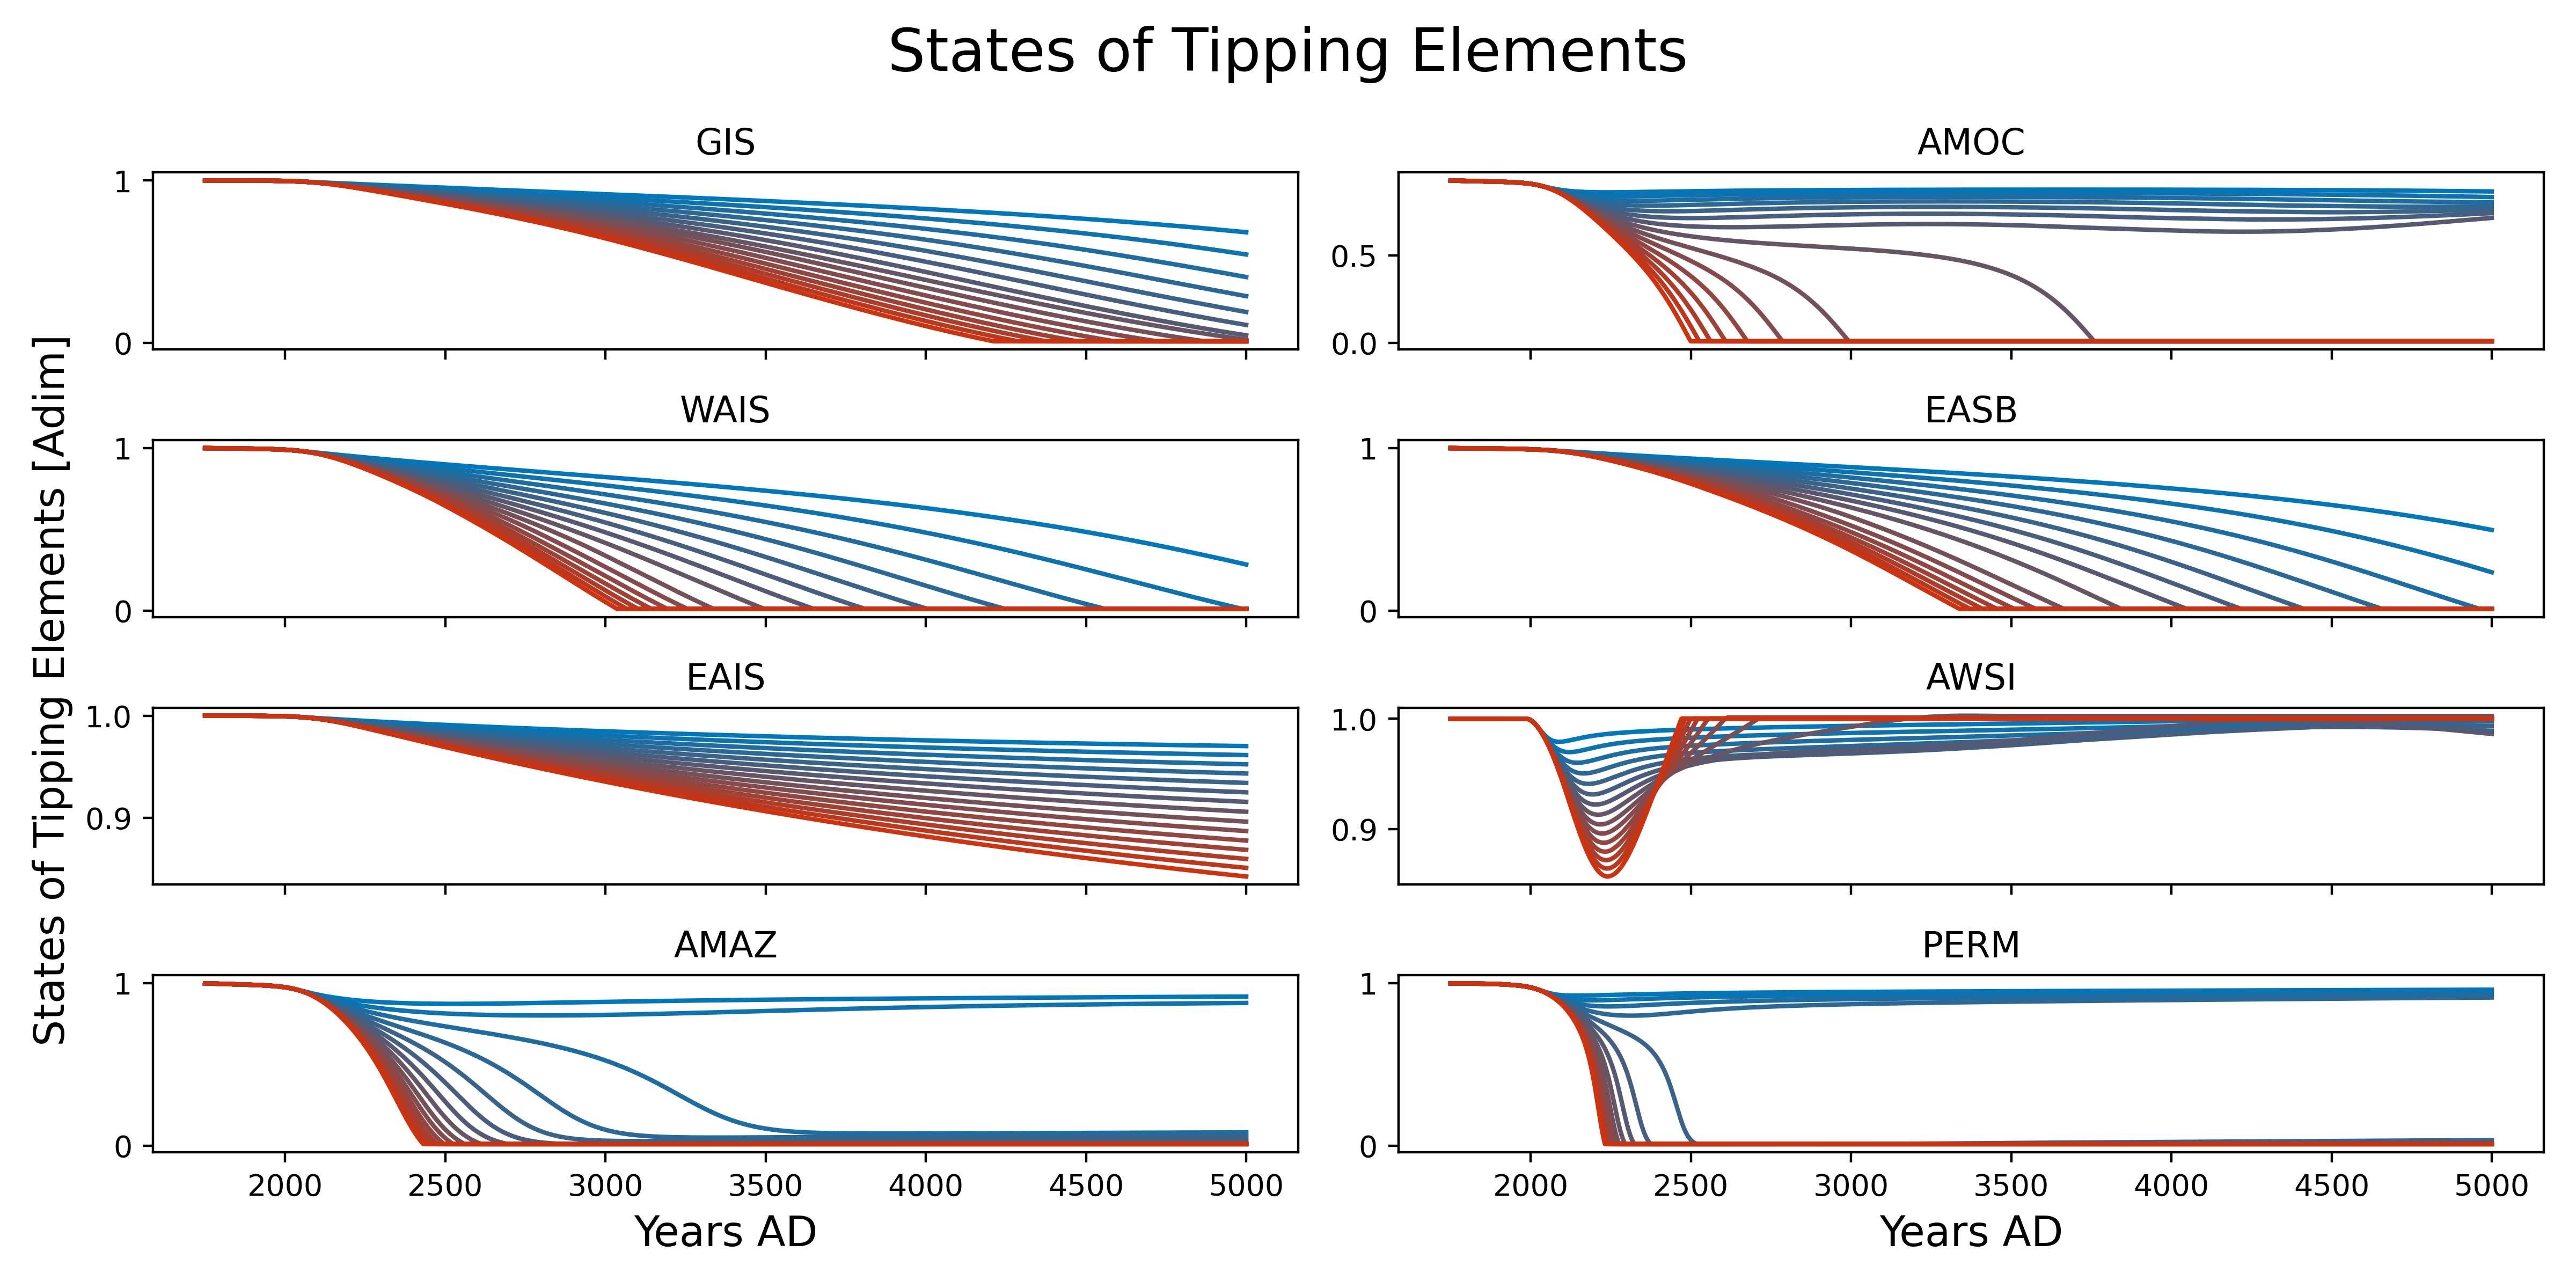 States of Tipping Elements
States of Tipping Elements [Adim]
GIS
1
0
AMOC
0.5
0.0
WAIS
1
0
EASB
1
0
EAIS
1.0
0.9
AWSI
1.0
0.9
AMAZ
1
0
2000 2500 3000 3500 4000 4500 5000
Years AD
PERM
1
0
2000 2500 3000 3500 4000 4500 5000
Years AD